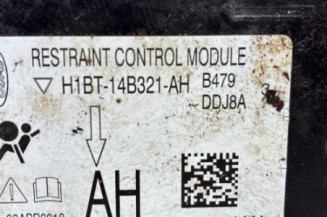 RESTRAINT CONTROL MODULE
H1BT-14B321-AH B479
DDJ8A
AH